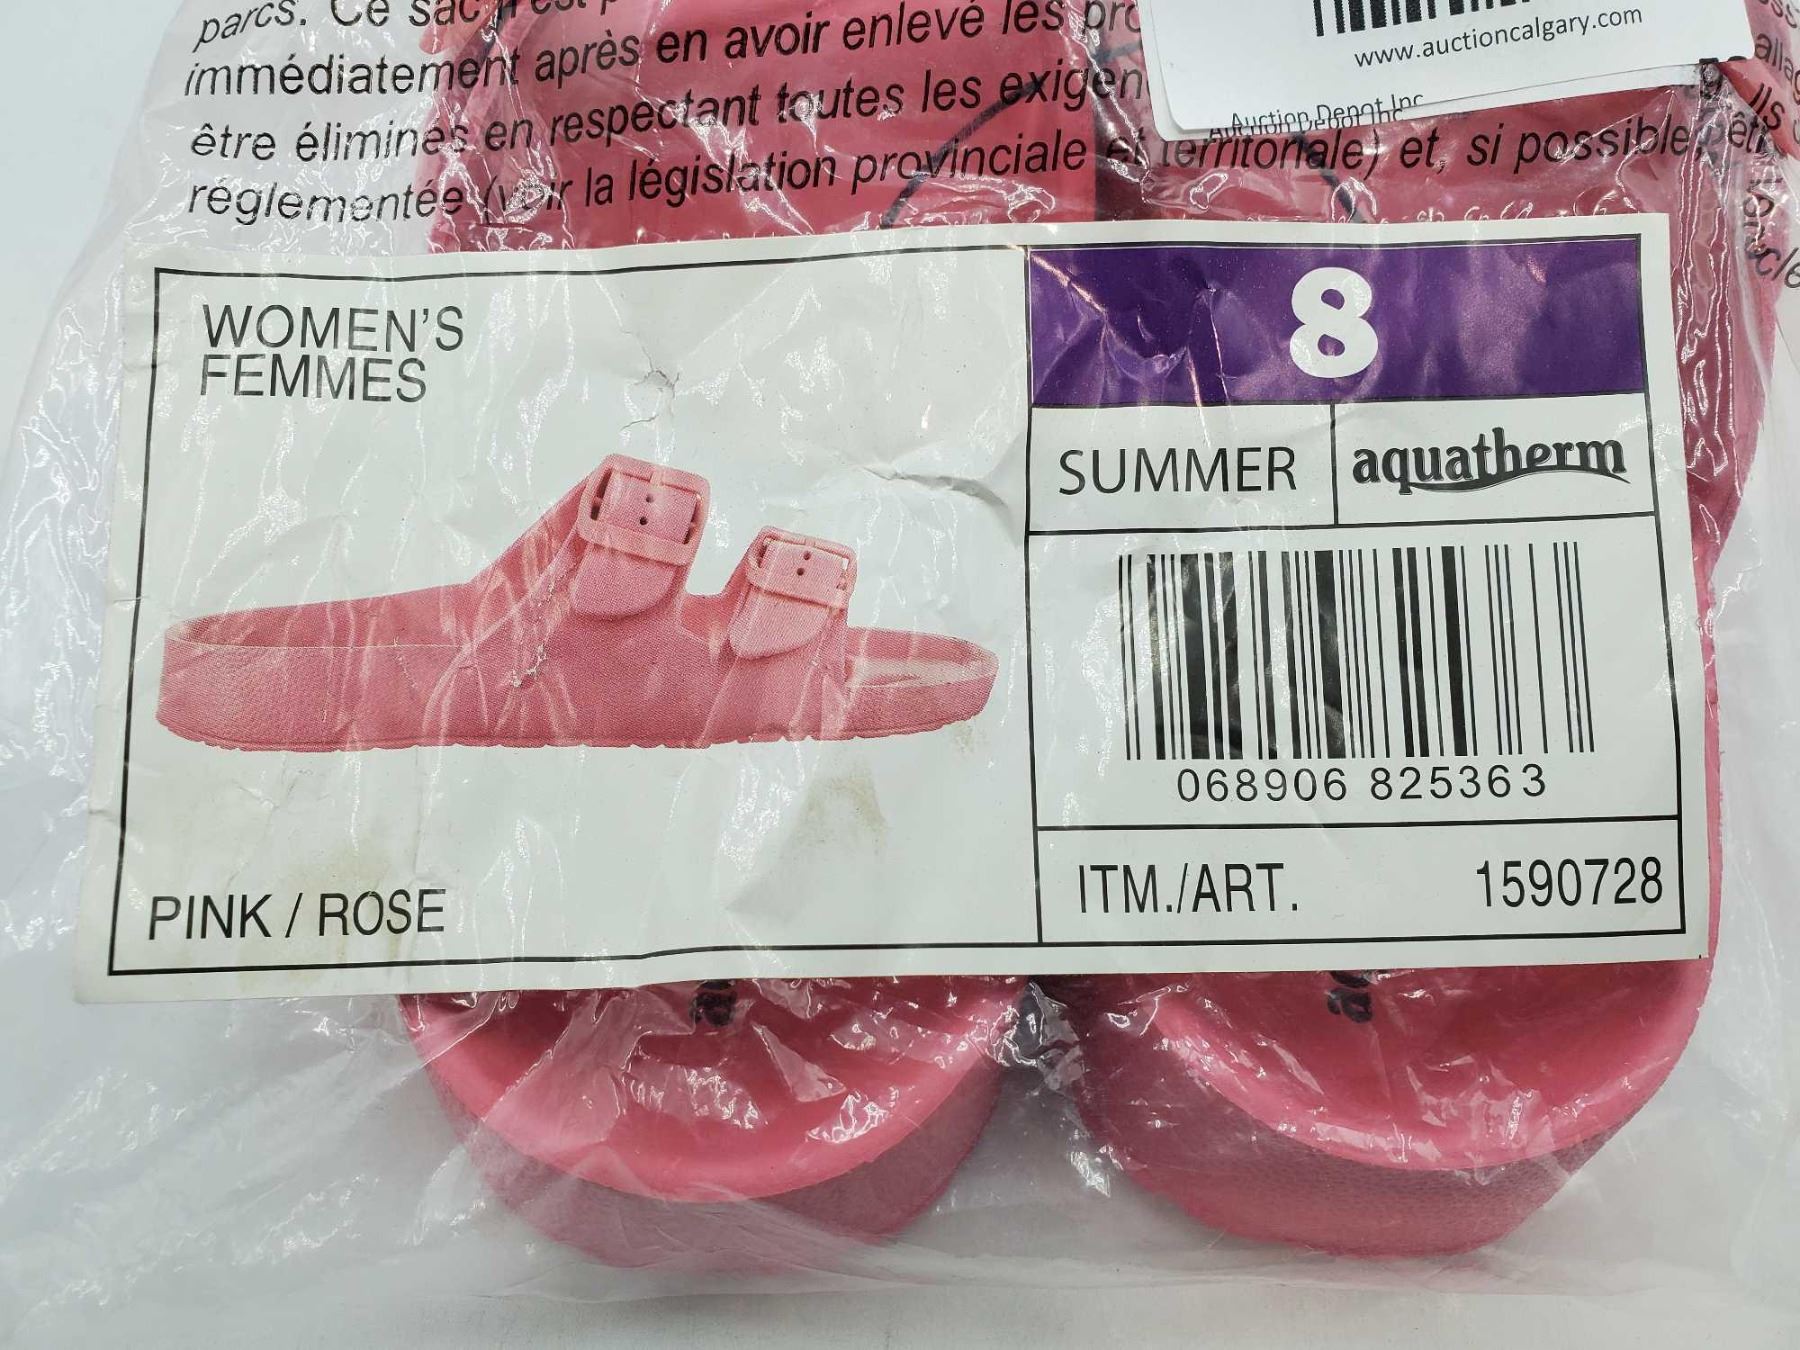 parcs. Ce sac
immédiatement après en avoir enlevé les
être éliminés en respectant toutes les
réglementée (voir la législation provinciale et territoriale) et, si possible,
www.auctioncalgary.com
Auction Depot Inc
WOMEN'S
FEMMES
8
SUMMER
aquatherm
068906 825363
PINK / ROSE
ITM./ART. 1590728